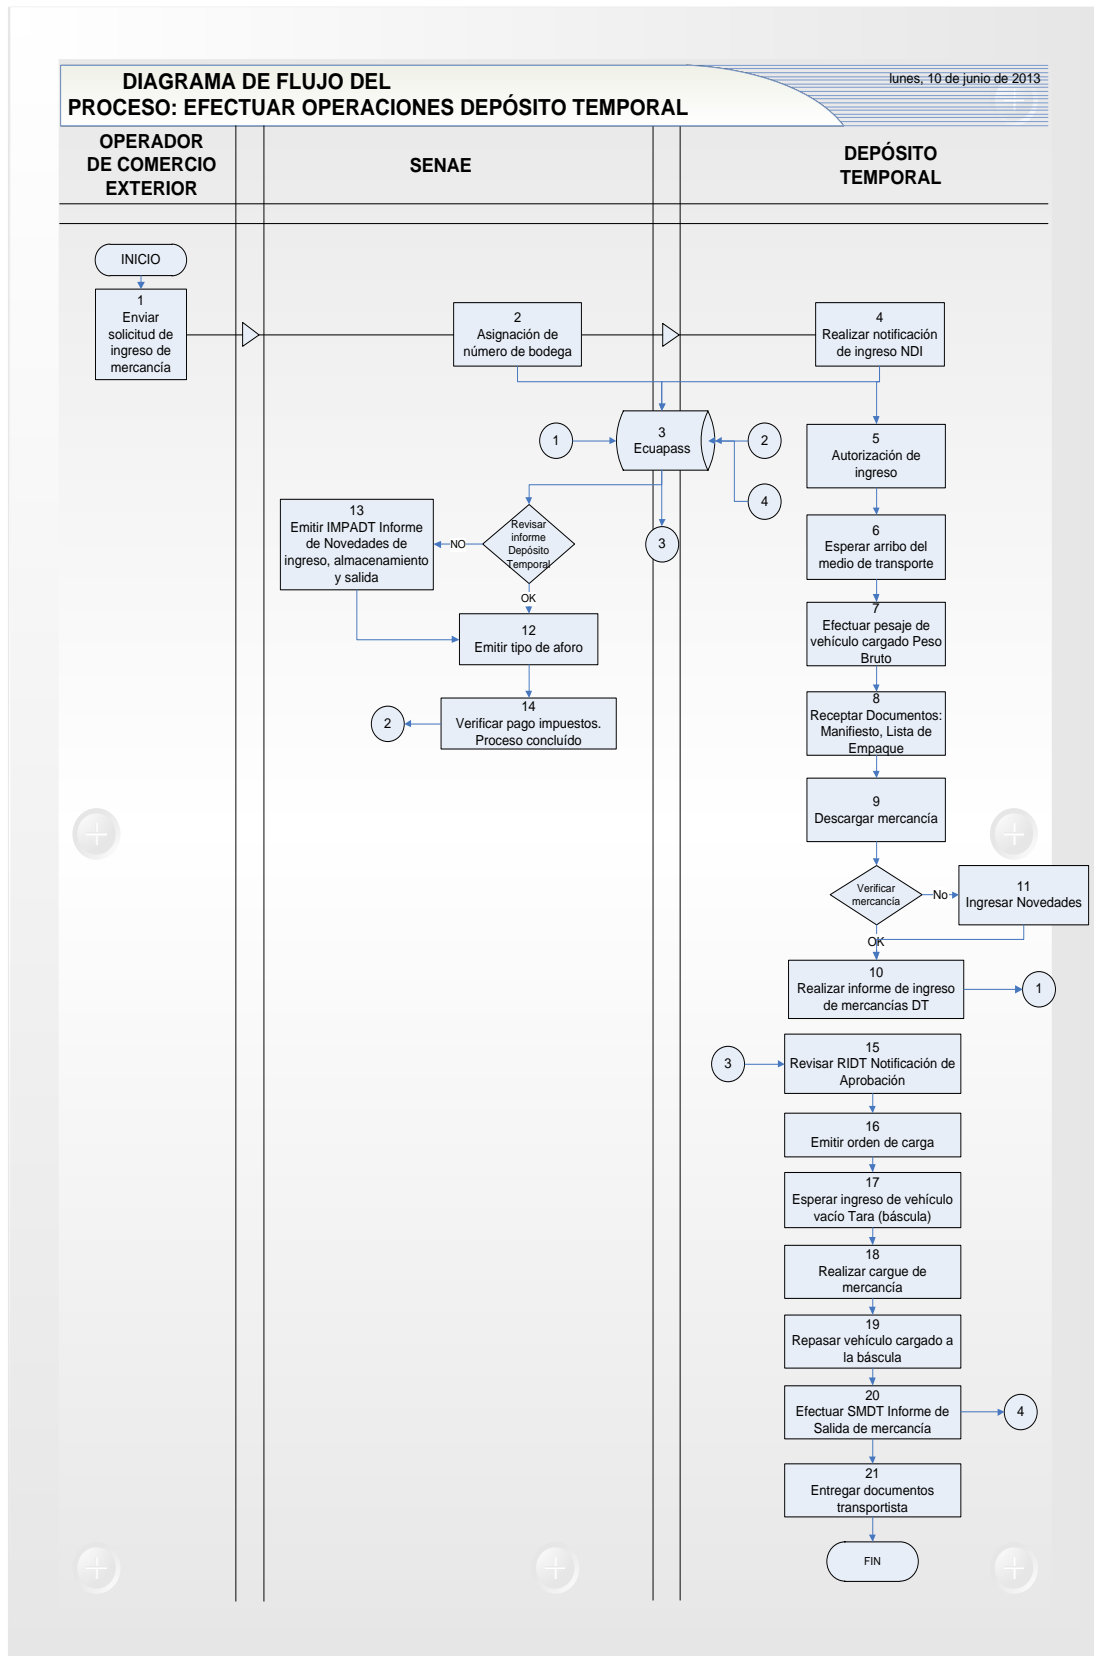 DIAGRAMA DE FLUJO DEL
PROCESO: EFECTUAR OPERACIONES DEPÓSITO TEMPORAL
lunes, 10 de junio de 2013
OPERADOR
DE COMERCIO
EXTERIOR
SENAE
DEPÓSITO
TEMPORAL
INICIO
1
Enviar
solicitud de
ingreso de
mercancía
2
Asignación de
número de bodega
4
Realizar notificación
de ingreso NDI
1
3
Ecuapass
2
4
3
5
Autorización de
ingreso
13
Emitir IMPADT Informe
de Novedades de
ingreso, almacenamiento
y salida
NO
Revisar
informe
Depósito
Temporal
OK
6
Esperar arribo del
medio de transporte
12
Emitir tipo de aforo
7
Efectuar pesaje de
vehículo cargado Peso
Bruto
2
14
Verificar pago impuestos.
Proceso concluído
8
Receptar Documentos:
Manifiesto, Lista de
Empaque
9
Descargar mercancía
Verificar
mercancía
No
11
Ingresar Novedades
OK
10
Realizar informe de ingreso
de mercancías DT
1
3
15
Revisar RIDT Notificación de
Aprobación
16
Emitir orden de carga
17
Esperar ingreso de vehículo
vacío Tara (báscula)
18
Realizar cargue de
mercancía
19
Repasar vehículo cargado a
la báscula
20
Efectuar SMDT Informe de
Salida de mercancía
4
21
Entregar documentos
transportista
FIN